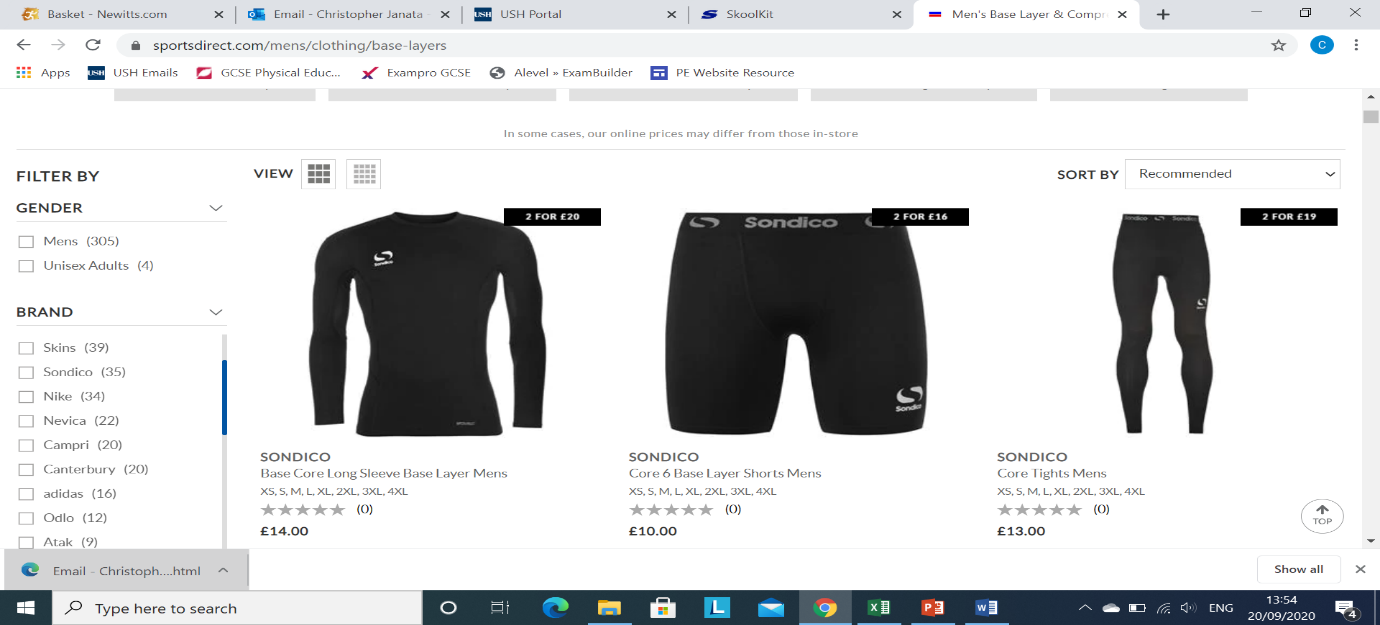 Basket - Newitts.com
Email - Christopher Janata
USH USH Portal
SkoolKit
Men's Base Layer & Compr
sportsdirect.com/mens/clothing/base-layers
C
Apps
USH USH Emails
GCSE Physical Educ...
Exampro GCSE
Alevel » ExamBuilder
PE Website Resource
In some cases, our online prices may differ from those in-store
FILTER BY
VIEW
SORT BY Recommended
GENDER
Mens (305)
Unisex Adults (4)
BRAND
Skins (39)
Sondico (35)
Nike (34)
Nevica (22)
Campri (20)
Canterbury (20)
adidas (16)
Odlo (12)
Atak (9)
2 FOR £20
Sondico
SONDICO
Base Core Long Sleeve Base Layer Mens
XS, S, M, L, XL, 2XL, 3XL, 4XL
(0)
£14.00
2 FOR £16
Sondico
Sondico
SONDICO
Core 6 Base Layer Shorts Mens
XS, S, M, L, XL, 2XL, 3XL, 4XL
(0)
£10.00
2 FOR £19
Sondico
SONDICO
Core Tights Mens
XS, S, M, L, XL, 2XL, 3XL, 4XL
(0)
£13.00
TOP
Email - Christoph....html
Show all
Type here to search
ENG
13:54
20/09/2020
4